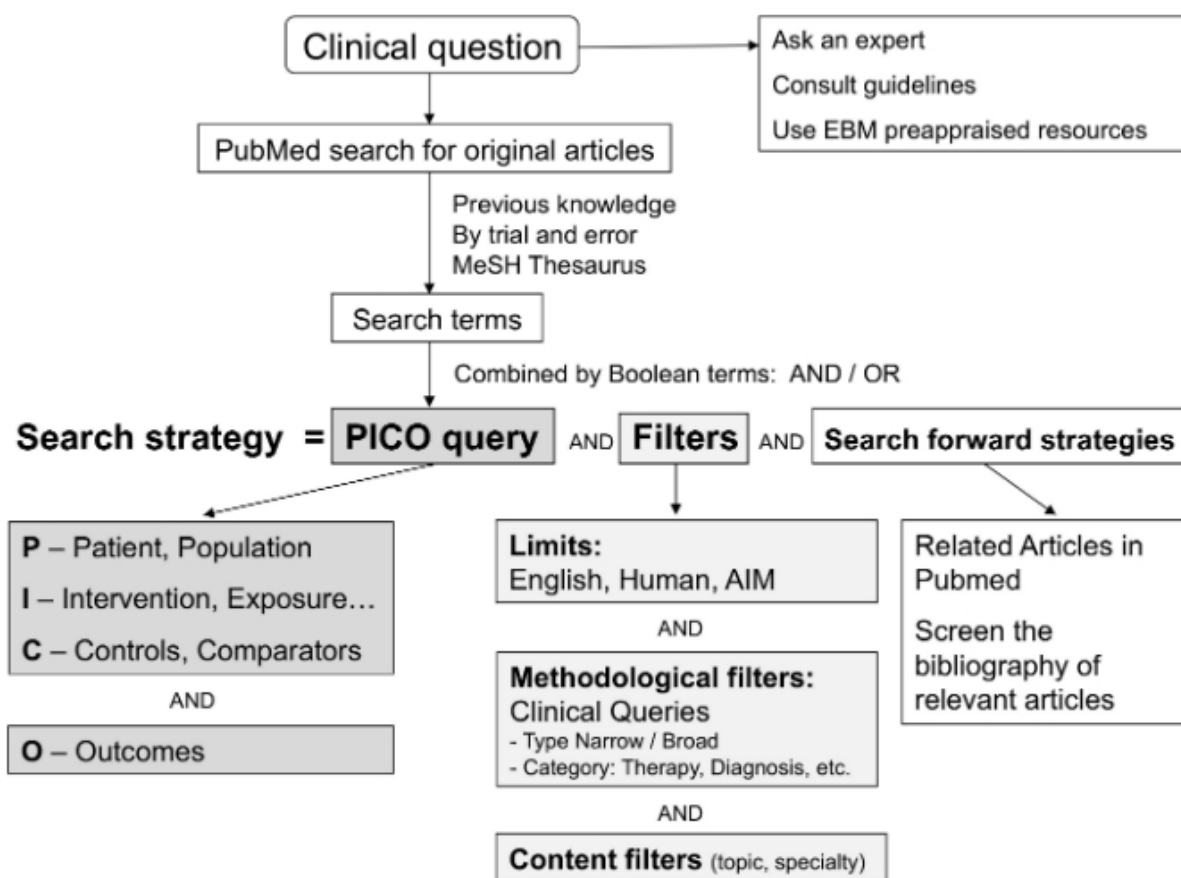 Clinical question
Ask an expert
Consult guidelines
Use EBM preappraised resources
PubMed search for original articles
Previous knowledge
By trial and error
MeSH Thesaurus
Search terms
Combined by Boolean terms: AND / OR
Search strategy = PICO query AND Filters AND Search forward strategies
P – Patient, Population
I – Intervention, Exposure…
C – Controls, Comparators
AND
O – Outcomes
Limits:
English, Human, AIM
AND
Methodological filters:
Clinical Queries
- Type Narrow / Broad
- Category: Therapy, Diagnosis, etc.
AND
Content filters (topic, specialty)
Related Articles in
Pubmed
Screen the
bibliography of
relevant articles